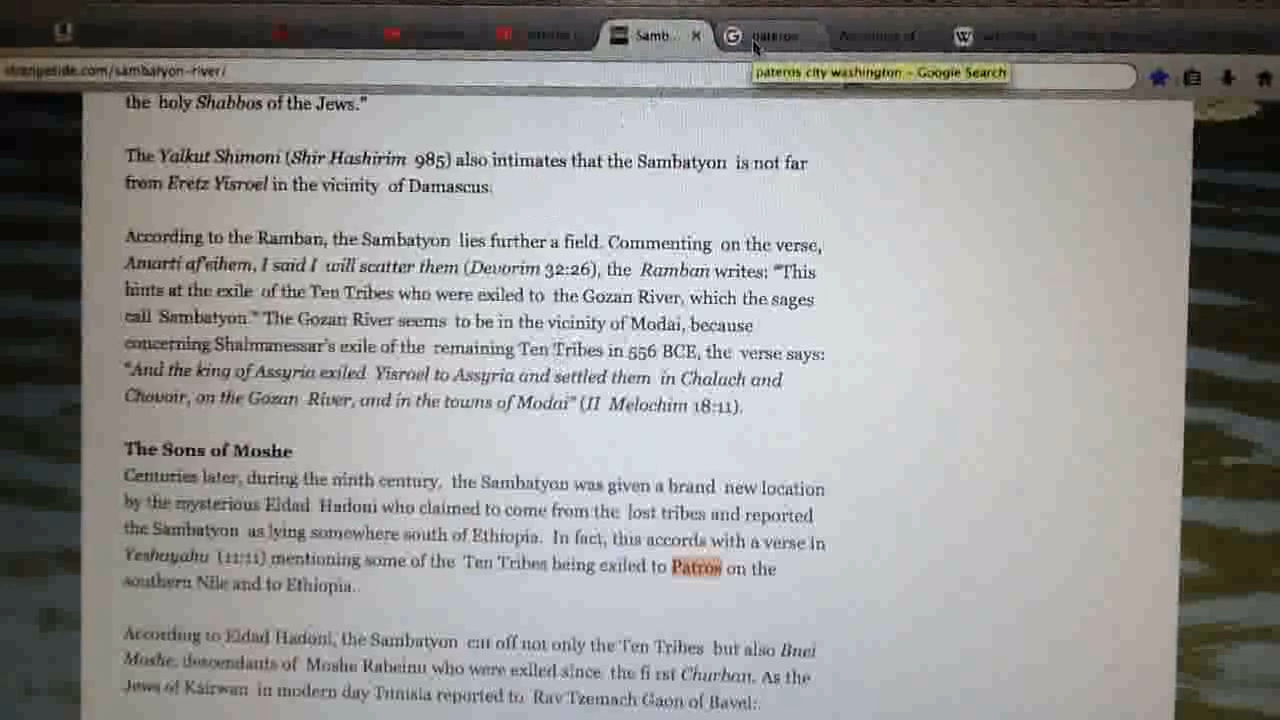 Samb...
pateros
strangeside.com/sambatyon-river/
pateros city washington - Google Search
the holy Shabbos of the Jews."
The Yalkut Shimoni (Shir Hashirim 985) also intimates that the Sambatyon is not far
from Eretz Yisroel in the vicinity of Damascus.
According to the Ramban, the Sambatyon lies further a field. Commenting on the verse,
Amarti af'eihem, I said I will scatter them (Devorim 32:26), the Ramban writes: "This
hints at the exile of the Ten Tribes who were exiled to the Gozan River, which the sages
call Sambatyon." The Gozan River seems to be in the vicinity of Modai, because
concerning Shalmanessar's exile of the remaining Ten Tribes in 556 BCE, the verse says:
"And the king of Assyria exiled Yisroel to Assyria and settled them in Chalach and
Chovoir, on the Gozan River, and in the towns of Modai" (II Melochim 18:11).
The Sons of Moshe
Centuries later, during the ninth century, the Sambatyon was given a brand new location
by the mysterious Eldad Hadoni who claimed to come from the lost tribes and reported
the Sambatyon as lying somewhere south of Ethiopia. In fact, this accords with a verse in
Yeshayahu (11:11) mentioning some of the Ten Tribes being exiled to Patros on the
southern Nile and to Ethiopia.
According to Eldad Hadoni, the Sambatyon cut off not only the Ten Tribes but also Bnei
Moshe, descendants of Moshe Rabeinu who were exiled since the fi rst Churban. As the
Jews of Kairwan in modern day Tunisia reported to Rav Tzemach Gaon of Bavel: